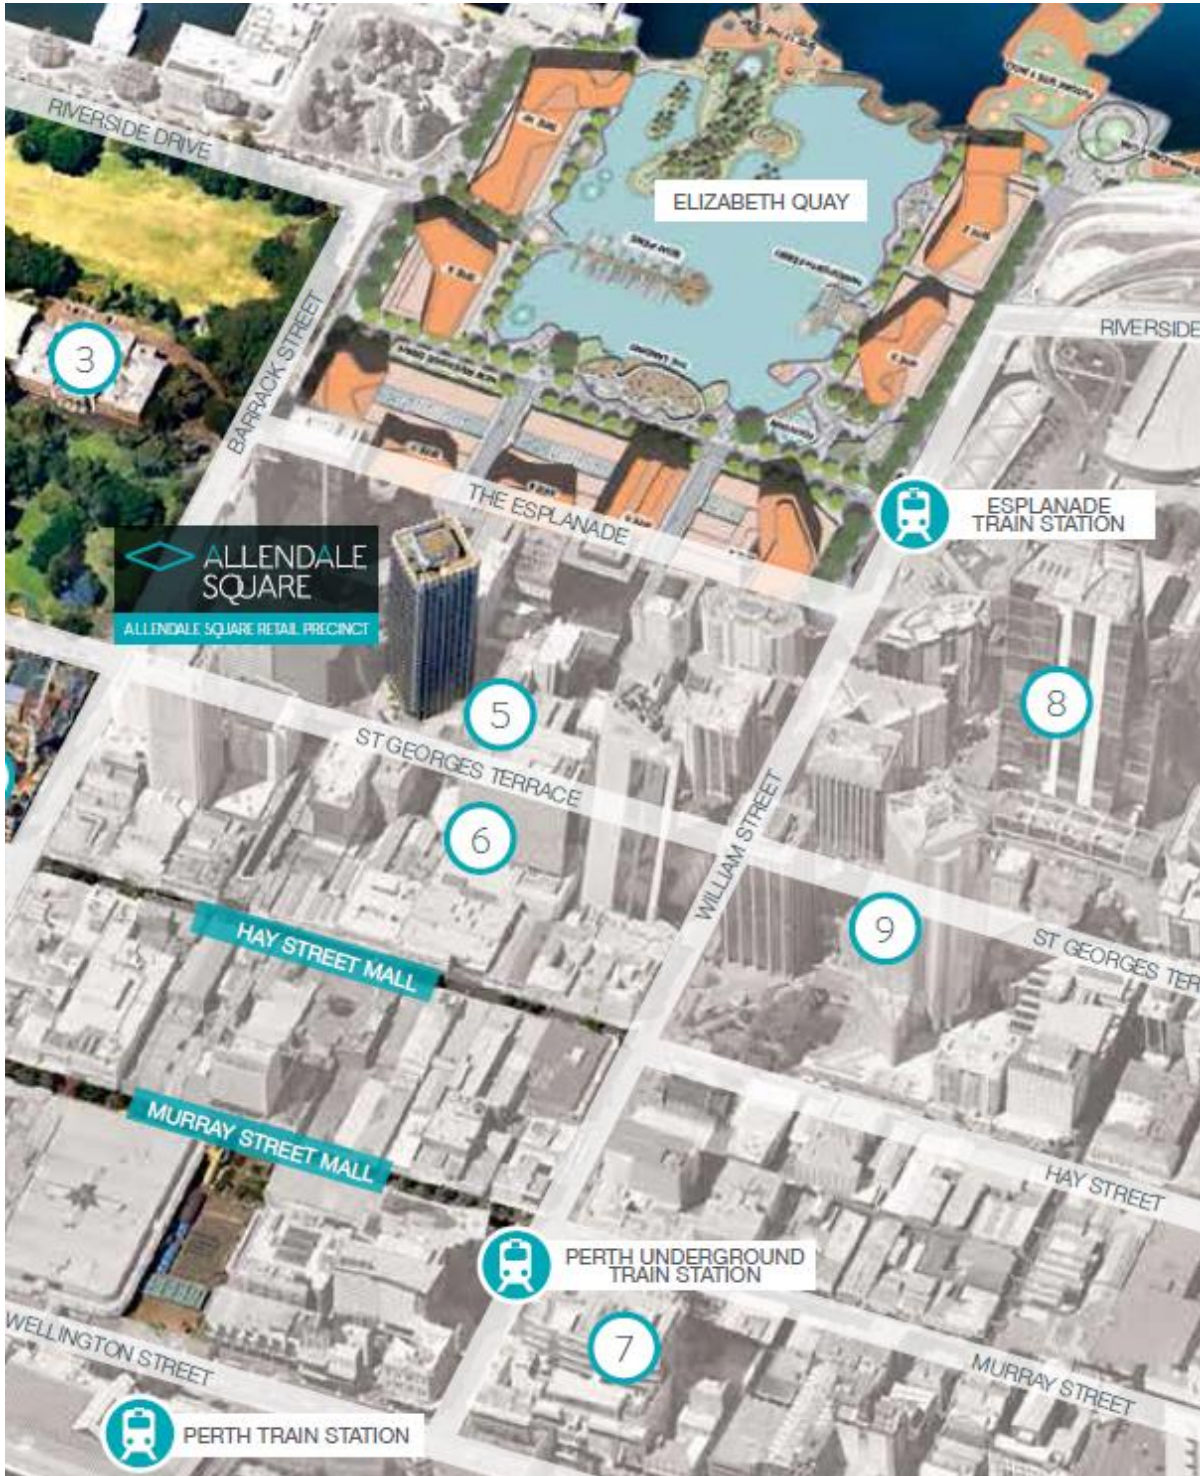 RIVERSIDE DRIVE
ELIZABETH QUAY
RIVERSIDE
3
BARRACK STREET
THE ESPLANADE
ESPLANADE
TRAIN STATION
ALLENDALE
SQUARE
ALLENDALE SQUARE RETAIL PRECINCT
5
8
ST GEORGES TERRACE
6
WILLIAM STREET
9
HAY STREET MALL
ST GEORGES TER
MURRAY STREET MALL
HAY STREET
PERTH UNDERGROUND
TRAIN STATION
WELLINGTON STREET
7
MURRAY STREET
PERTH TRAIN STATION